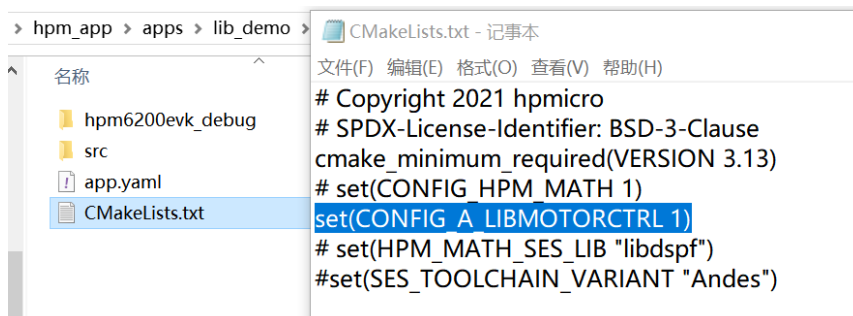 hpm_app > apps > lib_demo >
名称
hpm6200evk_debug
src
app.yaml
CMakeLists.txt
CMakeLists.txt - 记事本
文件(F) 编辑(E) 格式(O) 查看(V) 帮助(H)
# Copyright 2021 hpmicro
# SPDX-License-Identifier: BSD-3-Clause
cmake_minimum_required(VERSION 3.13)
# set(CONFIG_HPM_MATH 1)
set(CONFIG_A_LIBMOTORCTRL 1)
# set(HPM_MATH_SES_LIB "libdspf")
#set(SES_TOOLCHAIN_VARIANT "Andes")